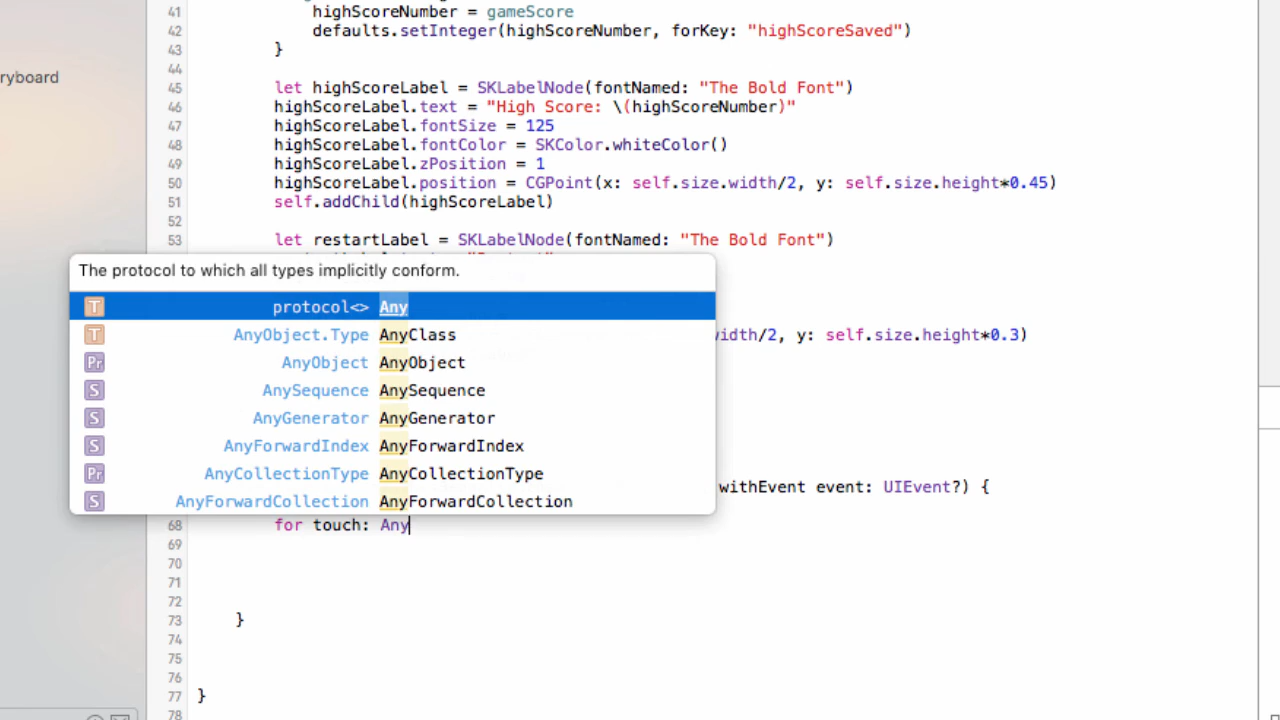 41 highScoreNumber = gameScore
42 defaults.setInteger(highScoreNumber, forKey: "highScoreSaved")
43 }
44
ryboard
45 let highScoreLabel = SKLabelNode(fontNamed: "The Bold Font")
46 highScoreLabel.text = "High Score: \(highScoreNumber)"
47 highScoreLabel.fontSize = 125
48 highScoreLabel.fontColor = SKColor.whiteColor()
49 highScoreLabel.zPosition = 1
50 highScoreLabel.position = CGPoint(x: self.size.width/2, y: self.size.height*0.45)
51 self.addChild(highScoreLabel)
52
53 let restartLabel = SKLabelNode(fontNamed: "The Bold Font")
The protocol to which all types implicitly conform.
T protocol<> Any
T AnyObject.Type AnyClass
width/2, y: self.size.height*0.3)
Pr AnyObject AnyObject
S AnySequence AnySequence
S AnyGenerator AnyGenerator
S AnyForwardIndex AnyForwardIndex
Pr AnyCollectionType AnyCollectionType
withEvent event: UIEvent?) {
S AnyForwardCollection AnyForwardCollection
68 for touch: Any
69
70
71
72
73 }
74
75
76
77 }
78